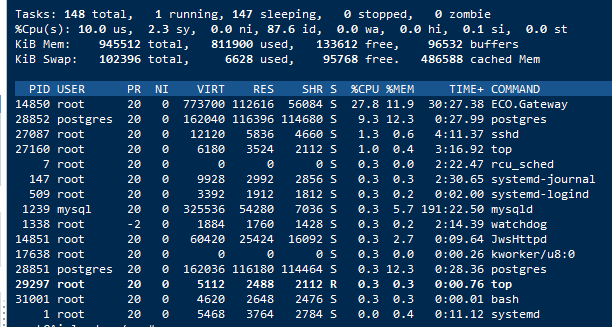 Tasks: 148 total, 1 running, 147 sleeping, 0 stopped, 0 zombie
%Cpu(s): 10.0 us, 2.3 sy, 0.0 ni, 87.6 id, 0.0 wa, 0.0 hi, 0.1 si, 0.0 st
KiB Mem: 945512 total, 811900 used, 133612 free, 96532 buffers
KiB Swap: 102396 total, 6628 used, 95768 free. 486588 cached Mem
PID USER PR NI VIRT RES SHR S %CPU %MEM TIME+ COMMAND
14850 root 20 0 773700 112616 56084 S 27.8 11.9 30:27.38 ECO.Gateway
28852 postgres 20 0 162040 116396 114680 S 9.3 12.3 0:27.99 postgres
27087 root 20 0 12120 5836 4660 S 1.3 0.6 4:11.37 sshd
27160 root 20 0 6180 3524 2112 S 1.0 0.4 3:16.92 top
7 root 20 0 0 0 0 S 0.3 0.0 2:22.47 rcu_sched
147 root 20 0 9928 2992 2856 S 0.3 0.3 2:30.65 systemd-journal
509 root 20 0 3392 1912 1812 S 0.3 0.2 0:02.00 systemd-logind
1239 mysql 20 0 325536 54280 7036 S 0.3 5.7 191:22.50 mysqld
1338 root -2 0 1884 1760 1428 S 0.3 0.2 2:14.39 watchdog
14851 root 20 0 60420 25424 16092 S 0.3 2.7 0:09.64 JwsHttpd
17638 root 20 0 0 0 0 S 0.3 0.0 0:00.26 kworker/u8:0
28851 postgres 20 0 162036 116180 114464 S 0.3 12.3 0:28.36 postgres
29297 root 20 0 5112 2488 2112 R 0.3 0.3 0:00.76 top
31001 root 20 0 4620 2648 2476 S 0.3 0.3 0:00.01 bash
1 root 20 0 5468 3764 2784 S 0.0 0.4 0:11.12 systemd